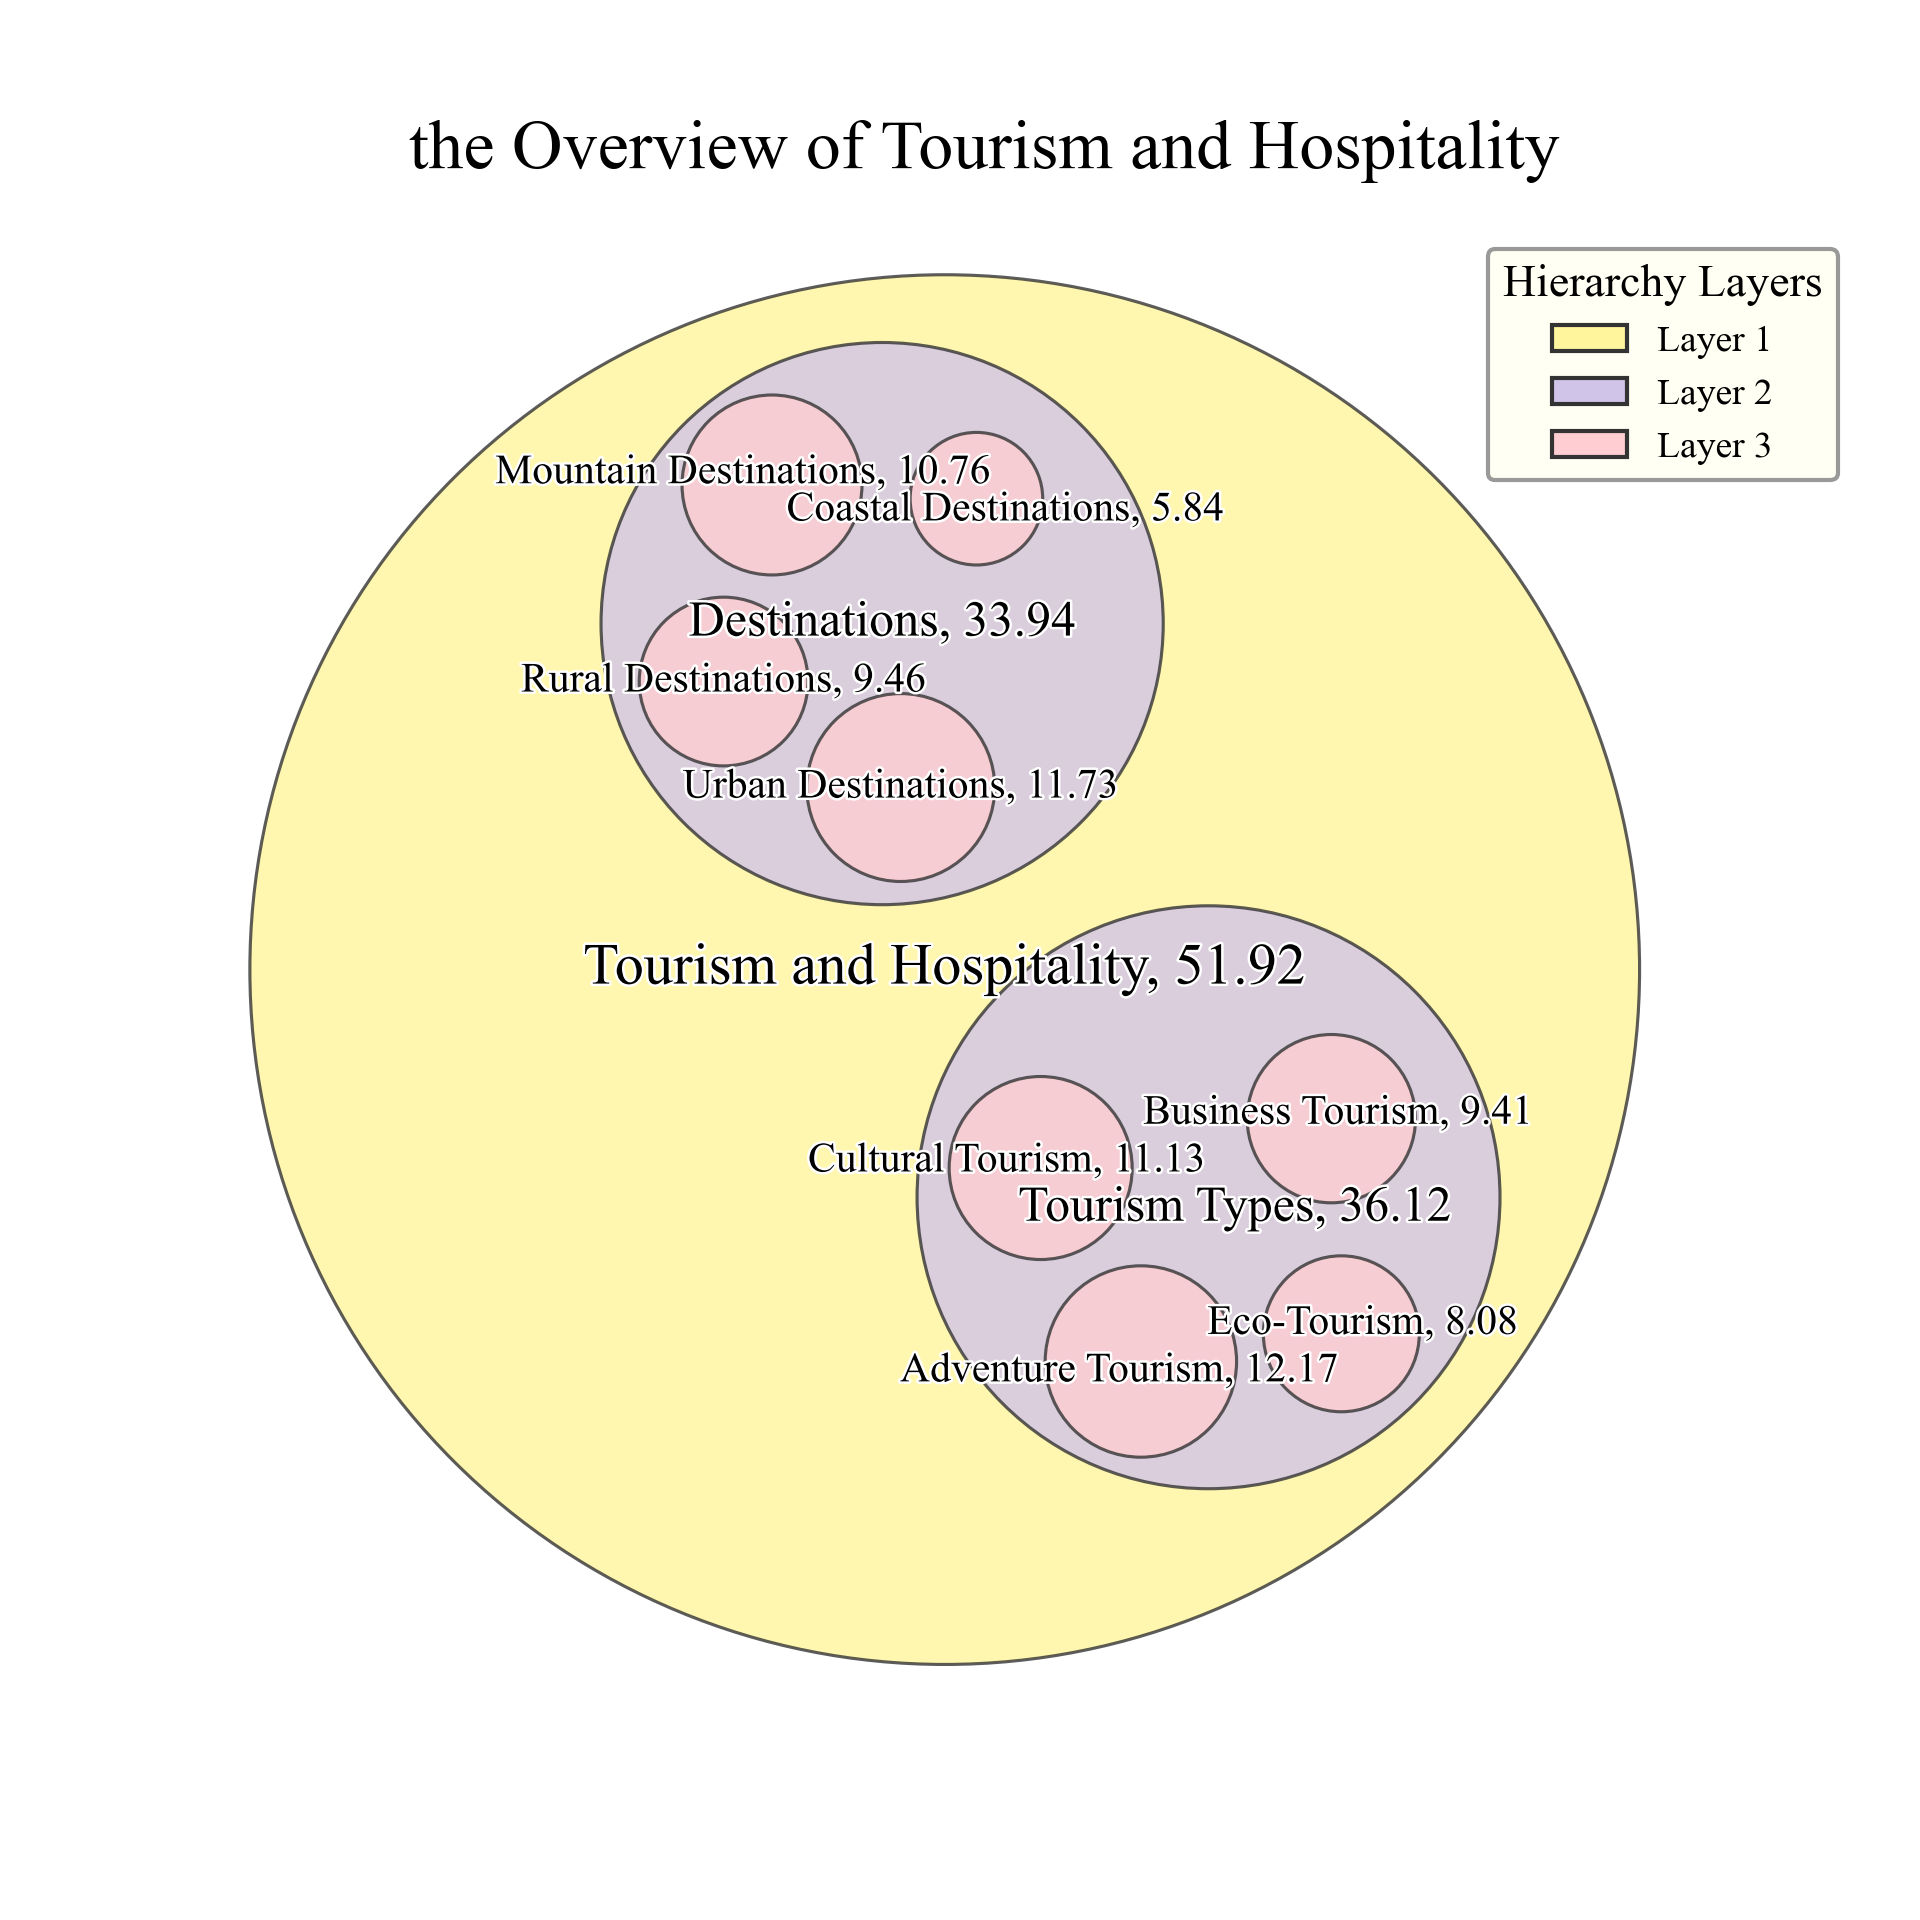 the Overview of Tourism and Hospitality
Hierarchy Layers
Layer 1
Layer 2
Layer 3
Mountain Destinations, 10.76
Coastal Destinations, 5.84
Destinations, 33.94
Rural Destinations, 9.46
Urban Destinations, 11.73
Tourism and Hospitality, 51.92
Business Tourism, 9.41
Cultural Tourism, 11.13
Tourism Types, 36.12
Eco-Tourism, 8.08
Adventure Tourism, 12.17